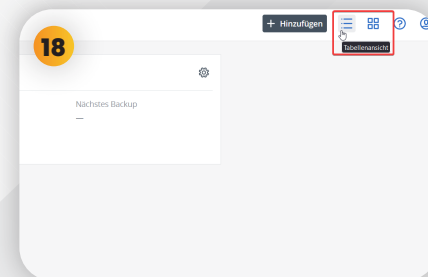 18
+ Hinzufügen
Tabellenansicht
Nächstes Backup
—